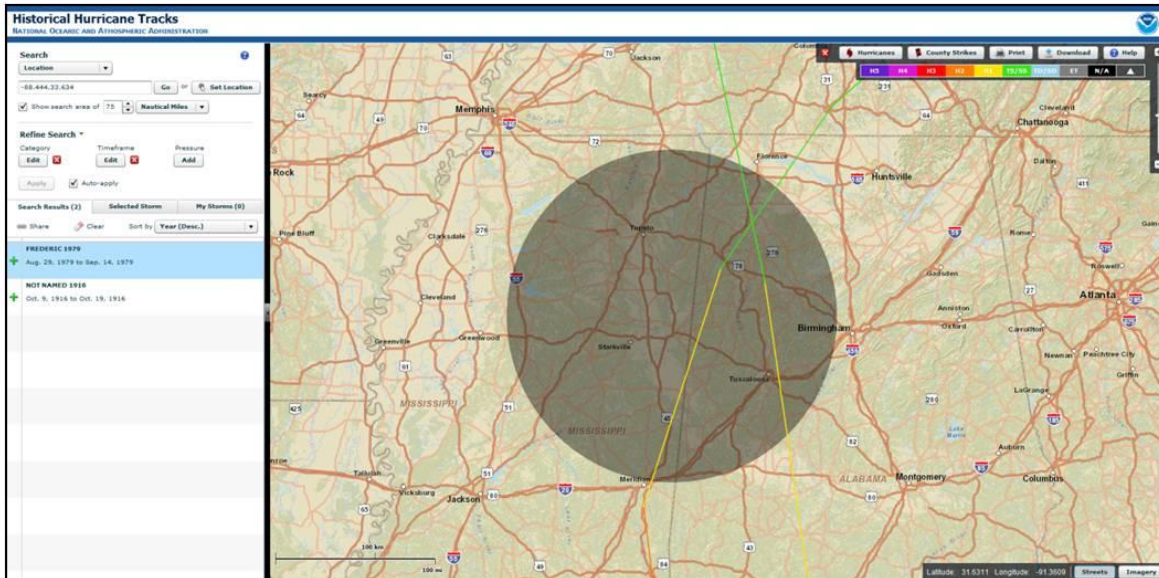 Historical Hurricane Tracks
NATIONAL OCEANIC AND ATMOSPHERIC ADMINISTRATION
Search
Location
-88.444,33.634 Go or Set Location
Show search area of 75 Nautical Miles
Refine Search
Category Timeframe Pressure
Edit Edit Add
Apply Auto-apply
Search Results (2) Selected Storm My Storms (0)
Share Clear Sort by Year (Desc.)
FREDERIC 1979
Aug. 29, 1979 to Sep. 14, 1979
NOT NAMED 1916
Oct. 9, 1916 to Oct. 19, 1916
Hurricanes County Strikes Print Download Help
H5 H4 H3 H2 H1 TS/SS TD/SD ET N/A
Jackson
Searcy
Memphis
Cleveland
Chattanooga
Rock
Florence
Huntsville
Dalton
Pine Bluff
Clarksdale
Tupelo
Rome
Gadsden
Roswell
Cleveland
Anniston
Atlanta
Greenville
Greenwood
Starkville
Birmingham
Oxford
Carrollton
Newnan
Peachtree City
Griffin
Tuscaloosa
LaGrange
MISSISSIPPI
MISSISSIPPI
Lake Martin
Auburn
Tallulah
Vicksburg
Jackson
Meridian
ALABAMA
Montgomery
Columbus
100 km
100 mi
Latitude 31.6311 Longitude -91.3609 Streets Imagery